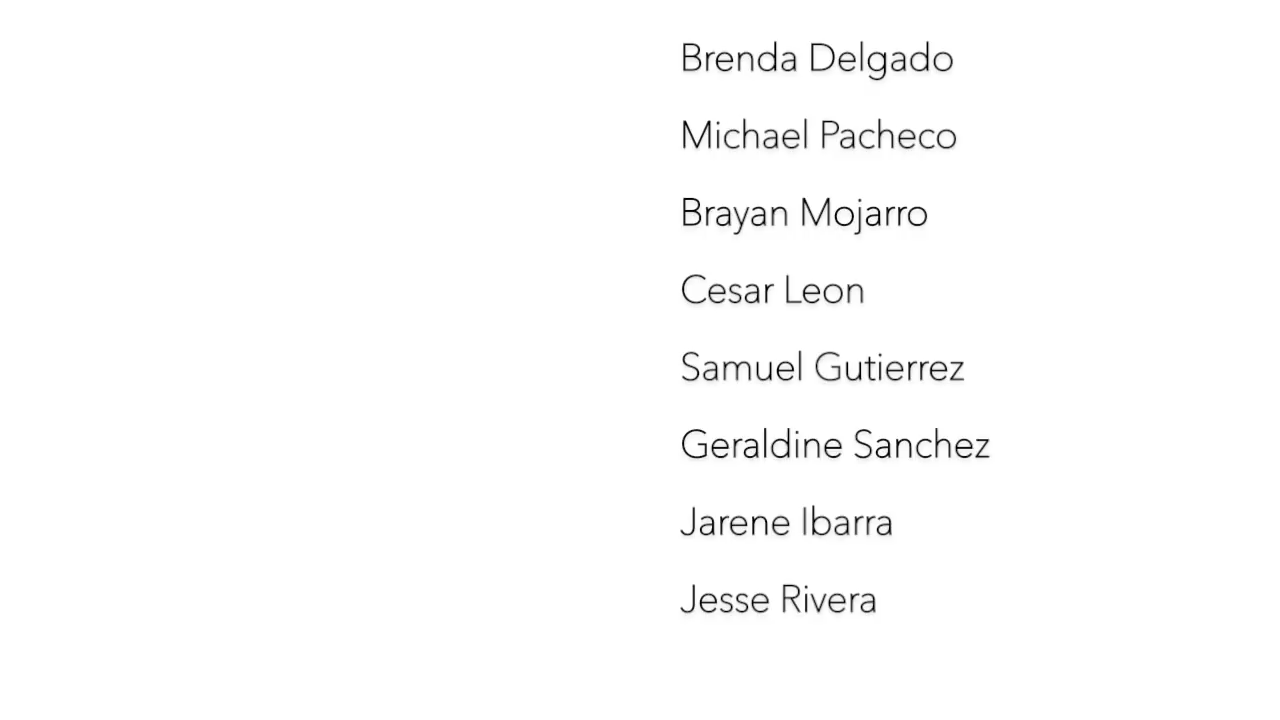 Brenda Delgado
Michael Pacheco
Brayan Mojarro
Cesar Leon
Samuel Gutierrez
Geraldine Sanchez
Jarene Ibarra
Jesse Rivera